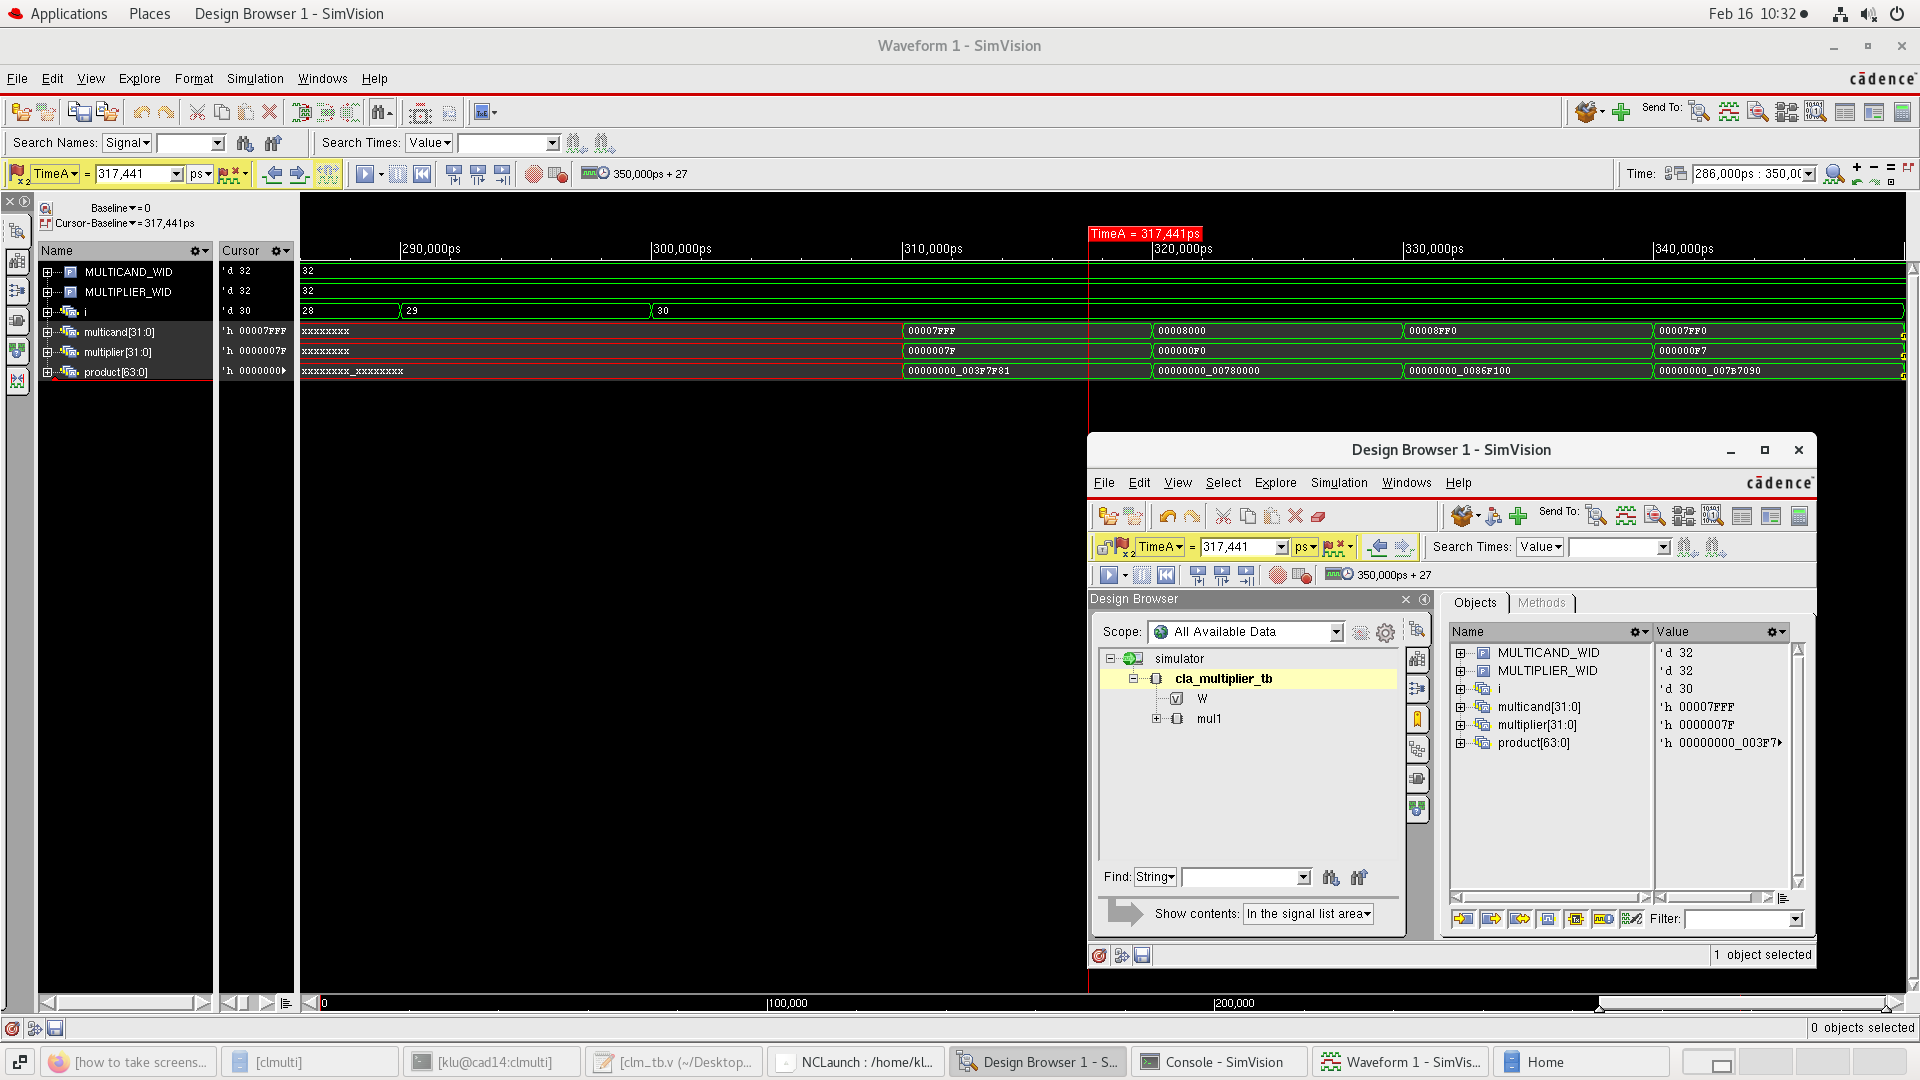 Applications Places Design Browser 1 - SimVision Feb 16 10:32
Waveform 1 - SimVision
File Edit View Explore Format Simulation Windows Help cādence
Send To:
Search Names: Signal Search Times: Value
TimeA = 317,441 ps 350,000ps + 27 Time: 286,000ps : 350,00
Baseline = 0
Cursor-Baseline = 317,441ps
TimeA = 317,441ps
Name Cursor 290,000ps 300,000ps 310,000ps 320,000ps 330,000ps 340,000ps
MULTICAND_WID 'd 32 32
MULTIPLIER_WID 'd 32 32
i 'd 30 28 29 30
multicand[31:0] 'h 00007FFF xxxxxxxx 00007FFF 00008000 00008FF0 00007FF0
multiplier[31:0] 'h 0000007F xxxxxxxx 0000007F 000000F0 000000F7
product[63:0] 'h 0000000 xxxxxxxx_xxxxxxxx 00000000_003F7F81 00000000_00780000 00000000_0086F100 00000000_007B7090
Design Browser 1 - SimVision
File Edit View Select Explore Simulation Windows Help cādence
Send To:
TimeA = 317,441 ps Search Times: Value
350,000ps + 27
Design Browser
Objects Methods
Scope: All Available Data
Name Value
simulator
cla_multiplier_tb
W
mul1
MULTICAND_WID 'd 32
MULTIPLIER_WID 'd 32
i 'd 30
multicand[31:0] 'h 00007FFF
multiplier[31:0] 'h 0000007F
product[63:0] 'h 00000000_003F7
Find: String
Show contents: In the signal list area
Filter:
1 object selected
0 100,000 200,000
0 objects selected
[how to take screens... [clmulti] [klu@cad14:clmulti] [clm_tb.v (~/Desktop... NCLaunch : /home/kl... Design Browser 1 - S... Console - SimVision Waveform 1 - SimVis... Home